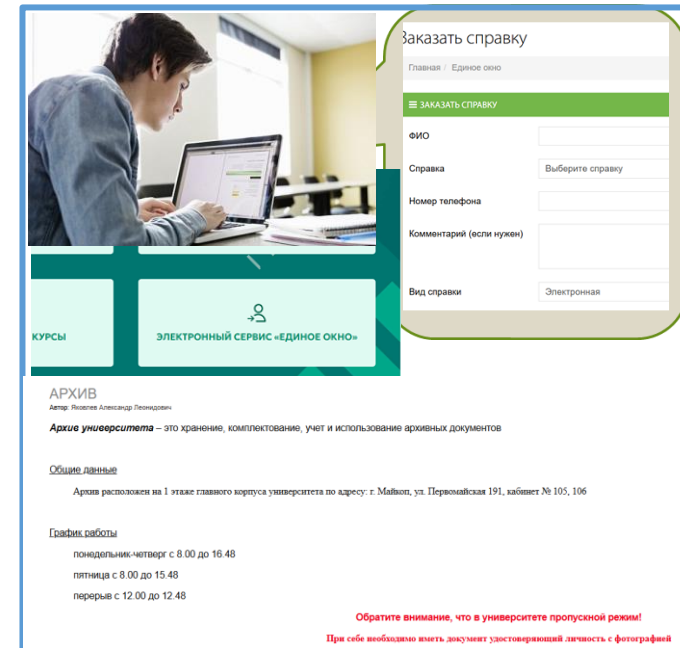 Заказать справку
Главная / Единое окно
ЗАКАЗАТЬ СПРАВКУ
ФИО
Справка Выберите справку
Номер телефона
Комментарий (если нужен)
Вид справки Электронная
КУРСЫ
ЭЛЕКТРОННЫЙ СЕРВИС «ЕДИНОЕ ОКНО»
АРХИВ
Автор: Яковлев Александр Леонидович
Архив университета – это хранение, комплектование, учет и использование архивных документов
Общие данные
Архив расположен на 1 этаже главного корпуса университета по адресу: г. Майкоп, ул. Первомайская 191, кабинет № 105, 106
График работы
понедельник-четверг с 8.00 до 16.48
пятница с 8.00 до 15.48
перерыв с 12.00 до 12.48
Обратите внимание, что в университете пропускной режим!
При себе необходимо иметь документ удостоверяющий личность с фотографией